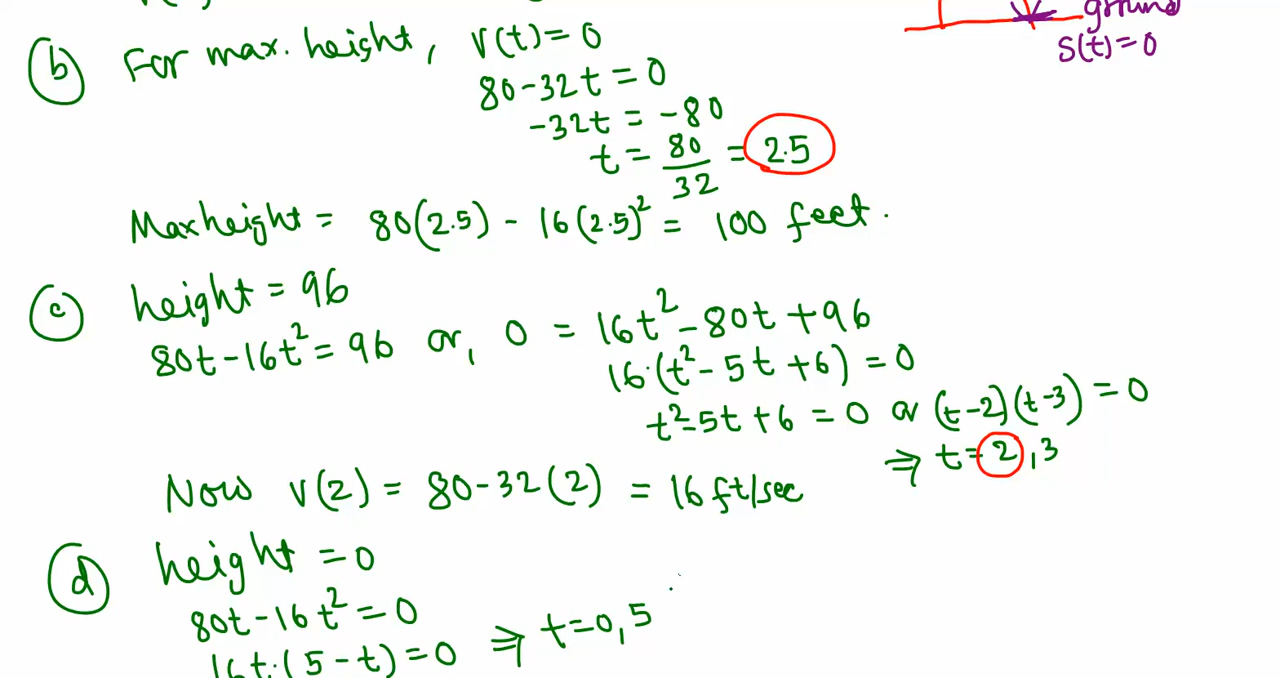 ground
S(t)=0
(b) For max. height, V(t)=0
80-32t = 0
-32t = -80
t = 80/32 = 2.5
Max height = 80(2.5) - 16(2.5)² = 100 feet.
(c) height = 96
80t-16t² = 96 or, 0 = 16t² - 80t + 96
16·(t² - 5t + 6) = 0
t² - 5t + 6 = 0 or (t-2)(t-3) = 0
⇒ t = 2, 3
Now V(2) = 80-32(2) = 16 ft/sec
(d) height = 0
80t-16t² = 0
16t·(5-t) = 0 ⇒ t=0, 5